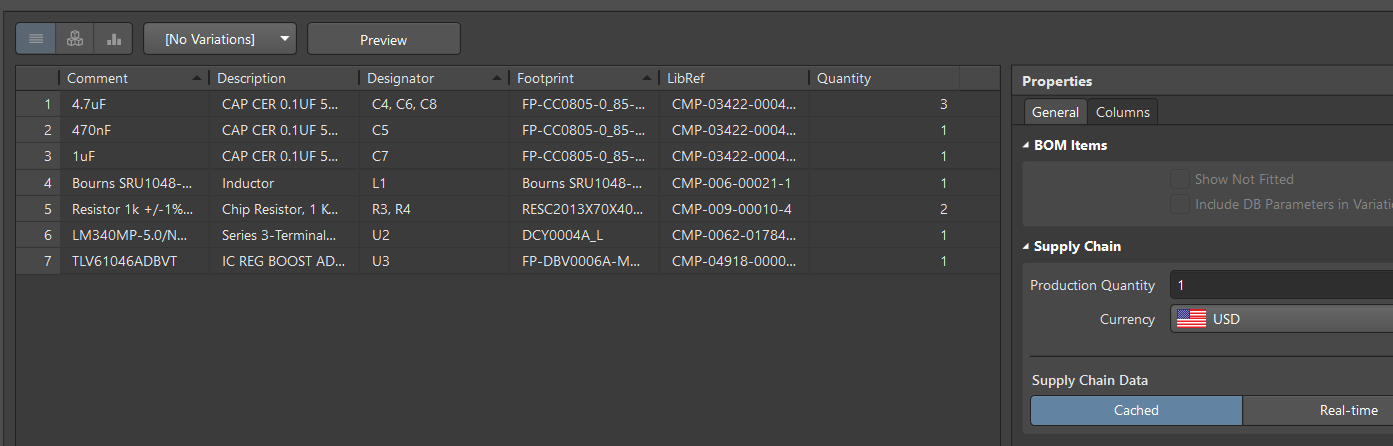 [No Variations] Preview
Comment Description Designator Footprint LibRef Quantity
1 4.7uF CAP CER 0.1UF 5... C4, C6, C8 FP-CC0805-0_85-... CMP-03422-0004... 3
2 470nF CAP CER 0.1UF 5... C5 FP-CC0805-0_85-... CMP-03422-0004... 1
3 1uF CAP CER 0.1UF 5... C7 FP-CC0805-0_85-... CMP-03422-0004... 1
4 Bourns SRU1048-... Inductor L1 Bourns SRU1048-... CMP-006-00021-1 1
5 Resistor 1k +/-1%... Chip Resistor, 1 K... R3, R4 RESC2013X70X40... CMP-009-00010-4 2
6 LM340MP-5.0/N... Series 3-Terminal... U2 DCY0004A_L CMP-0062-01784... 1
7 TLV61046ADBVT IC REG BOOST AD... U3 FP-DBV0006A-M... CMP-04918-0000... 1
Properties
General Columns
BOM Items
Show Not Fitted
Include DB Parameters in Variati
Supply Chain
Production Quantity 1
Currency USD
Supply Chain Data
Cached Real-time